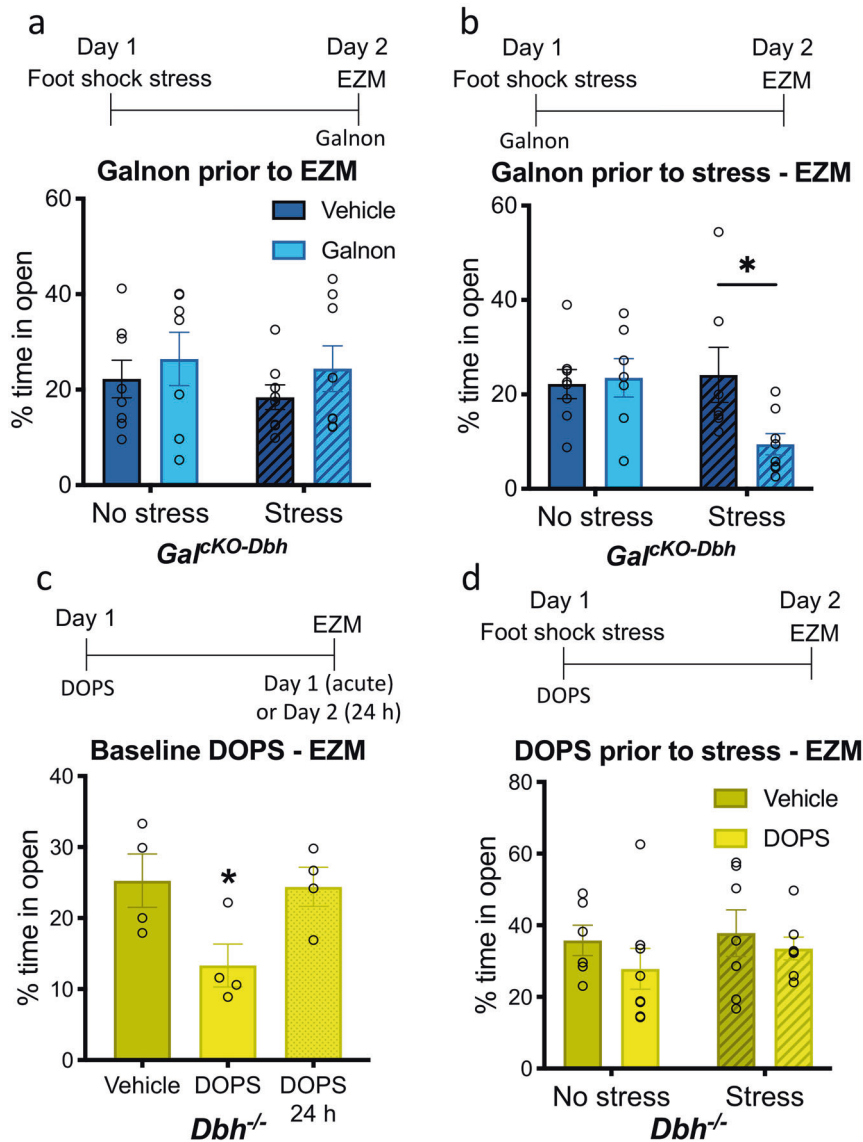 a
Day 1
Day 2
Foot shock stress
EZM
Galnon
Galnon prior to EZM
Vehicle
Galnon
% time in open
60
40
20
0
No stress
Stress
Gal^cKO-Dbh
b
Day 1
Day 2
Foot shock stress
EZM
Galnon
Galnon prior to stress - EZM
*
% time in open
60
40
20
0
No stress
Stress
Gal^cKO-Dbh
c
Day 1
EZM
DOPS
Day 1 (acute)
or Day 2 (24 h)
Baseline DOPS - EZM
*
% time in open
40
30
20
10
0
Vehicle
DOPS
DOPS
24 h
Dbh^-/-
d
Day 1
Day 2
Foot shock stress
EZM
DOPS
DOPS prior to stress - EZM
Vehicle
DOPS
% time in open
80
60
40
20
0
No stress
Stress
Dbh^-/-